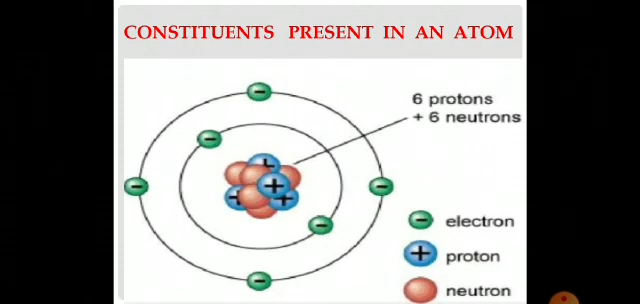 CONSTITUENTS PRESENT IN AN ATOM
6 protons
+ 6 neutrons
electron
proton
neutron